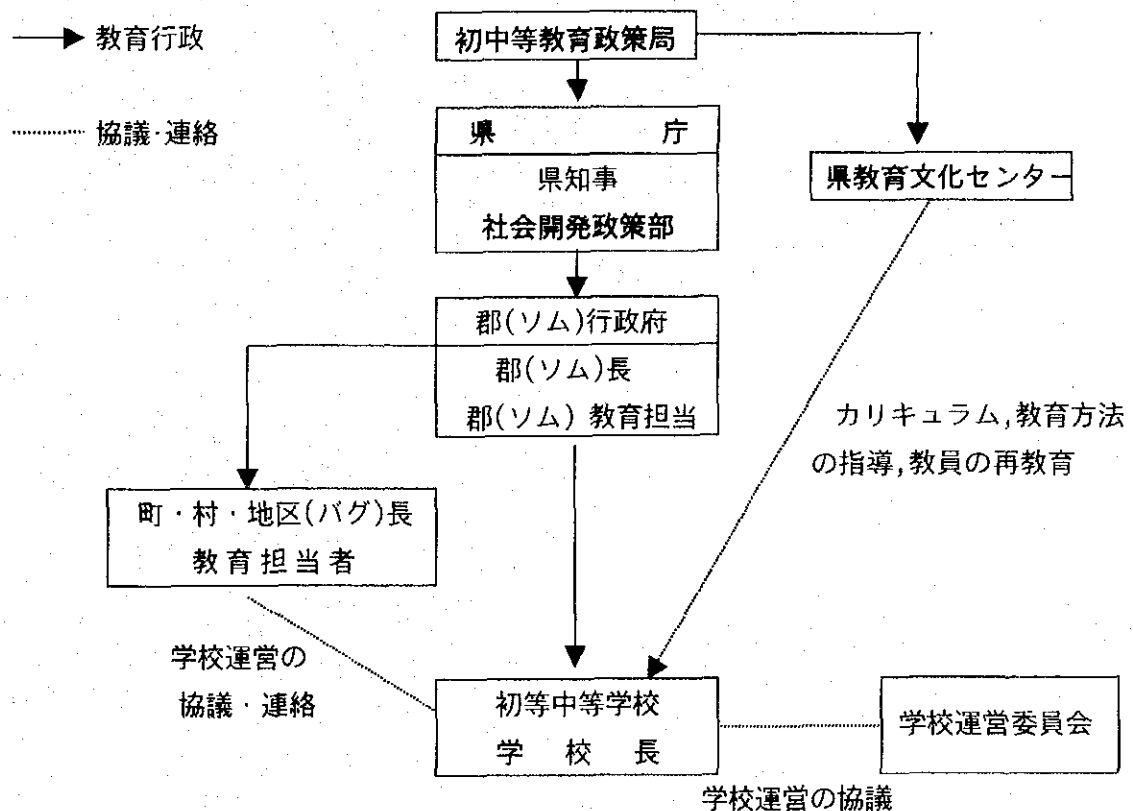 教育行政
初中等教育政策局
協議・連絡
県 庁
県知事
社会開発政策部
県教育文化センター
郡(ソム)行政府
郡(ソム)長
郡(ソム) 教育担当
カリキュラム,教育方法
の指導,教員の再教育
町・村・地区(バグ)長
教育担当者
学校運営の
協議・連絡
初等中等学校
学 校 長
学校運営委員会
学校運営の協議